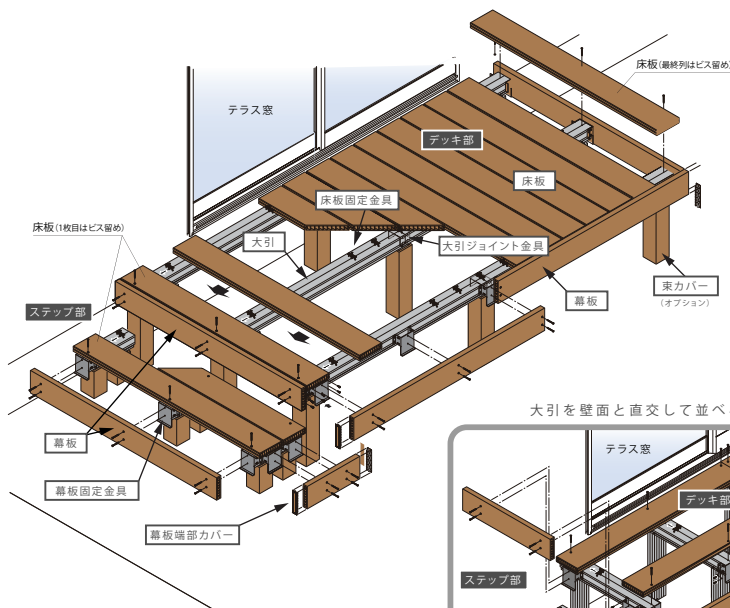 床板(最終列はビス留め)
テラス窓
デッキ部
床板
床板固定金具
床板(1枚目はビス留め)
大引
大引ジョイント金具
束カバー
(オプション)
幕板
ステップ部
幕板
幕板固定金具
幕板端部カバー
大引を壁面と直交して並べ
テラス窓
デッキ部
ステップ部